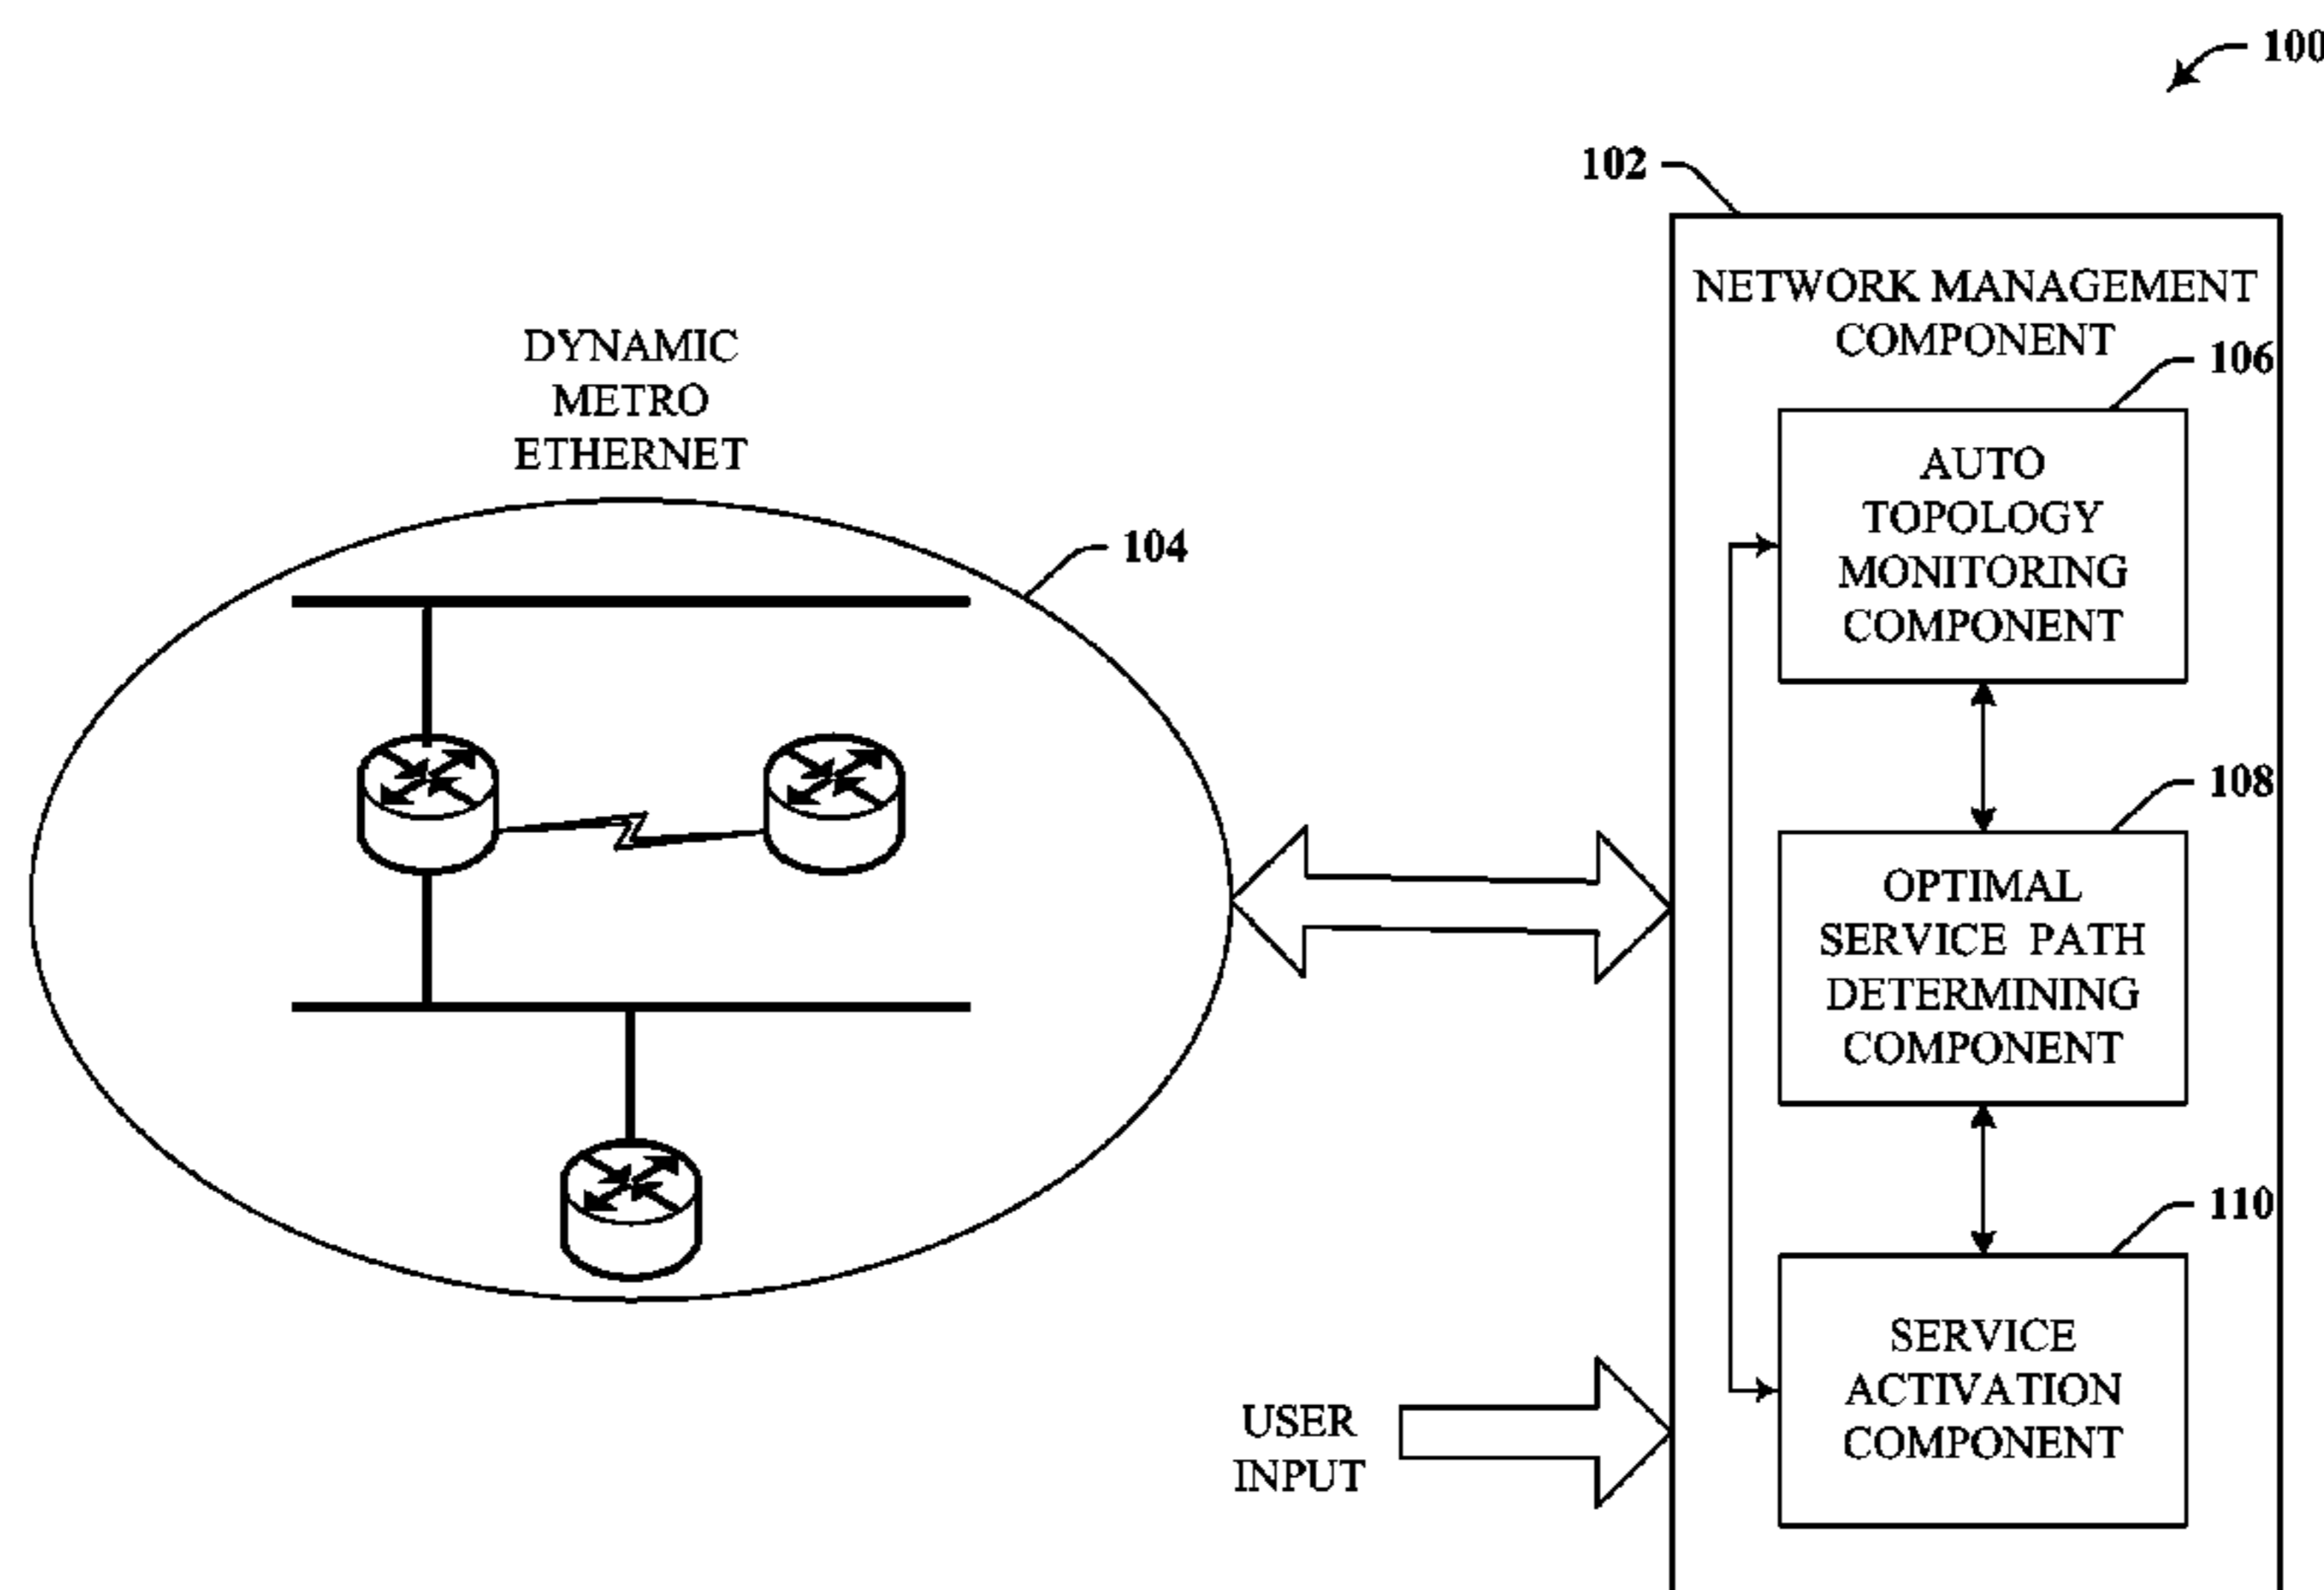 100
102
NETWORK MANAGEMENT
COMPONENT
106
DYNAMIC
METRO
ETHERNET
104
AUTO
TOPOLOGY
MONITORING
COMPONENT
108
OPTIMAL
SERVICE PATH
DETERMINING
COMPONENT
110
SERVICE
ACTIVATION
COMPONENT
USER
INPUT